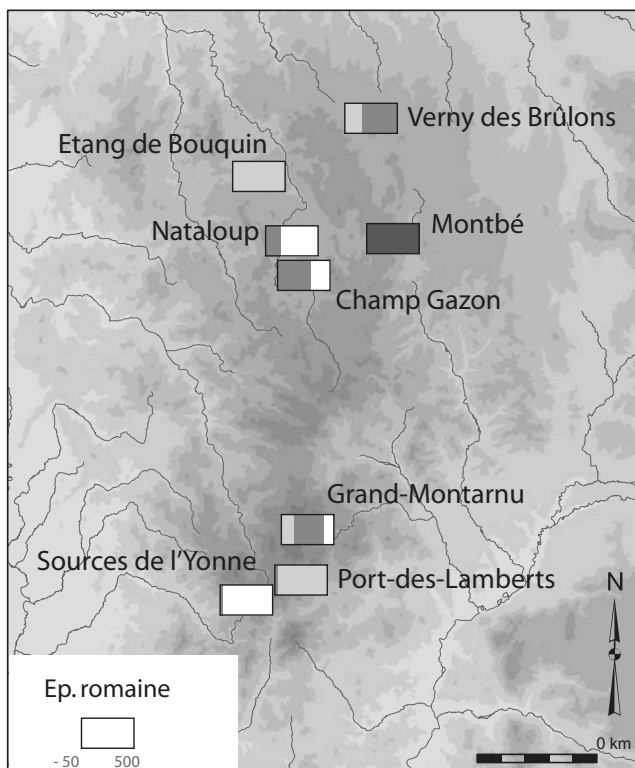 Verny des Brûlons
Etang de Bouquin
Nataloup
Montbé
Champ Gazon
Grand-Montarnu
Sources de l'Yonne
Port-des-Lamberts
N
Ep. romaine
- 50 500
0 km